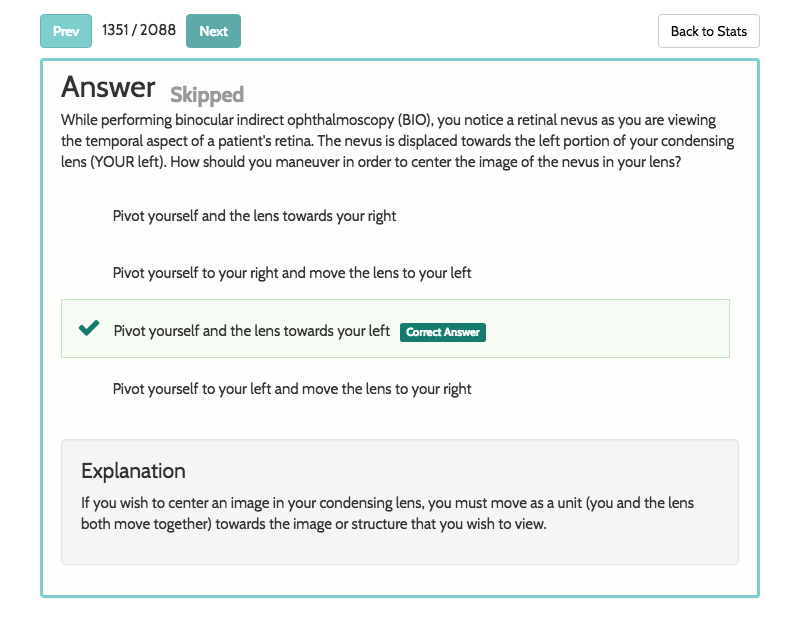 Prev 1351 / 2088 Next Back to Stats
Answer Skipped
While performing binocular indirect ophthalmoscopy (BIO), you notice a retinal nevus as you are viewing
the temporal aspect of a patient's retina. The nevus is displaced towards the left portion of your condensing
lens (YOUR left). How should you maneuver in order to center the image of the nevus in your lens?
Pivot yourself and the lens towards your right
Pivot yourself to your right and move the lens to your left
Pivot yourself and the lens towards your left Correct Answer
Pivot yourself to your left and move the lens to your right
Explanation
If you wish to center an image in your condensing lens, you must move as a unit (you and the lens
both move together) towards the image or structure that you wish to view.